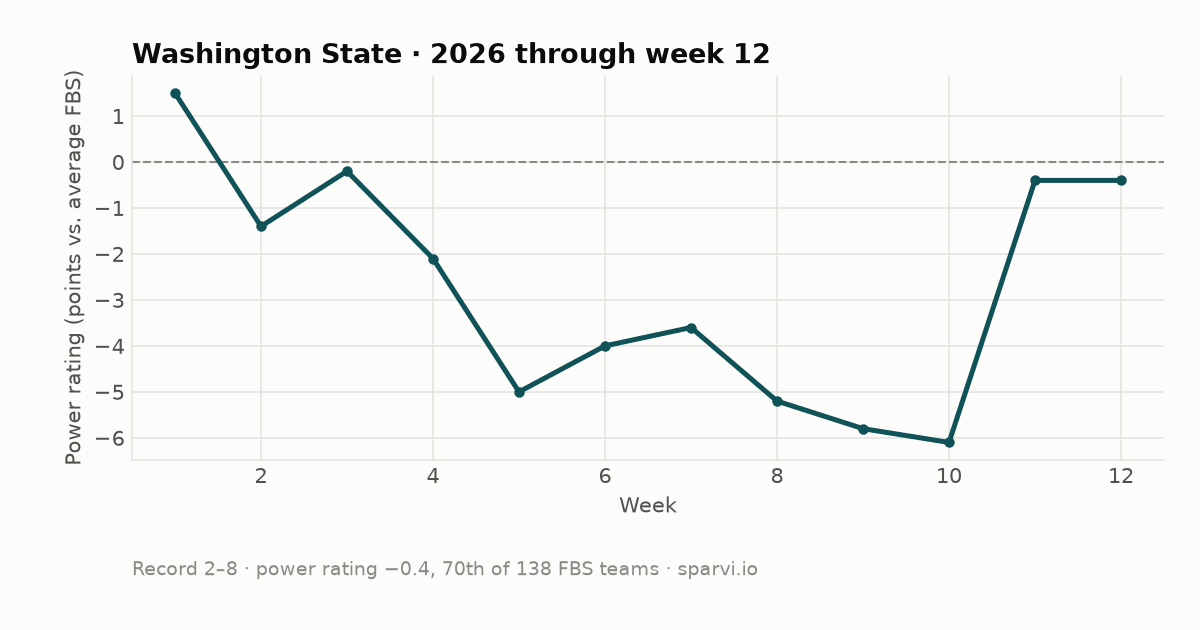 Washington State · 2026 through week 12
Power rating (points vs. average FBS)
1
0
−1
−2
−3
−4
−5
−6
2 4 6 8 10 12
Week
Record 2–8 · power rating −0.4, 70th of 138 FBS teams · sparvi.io